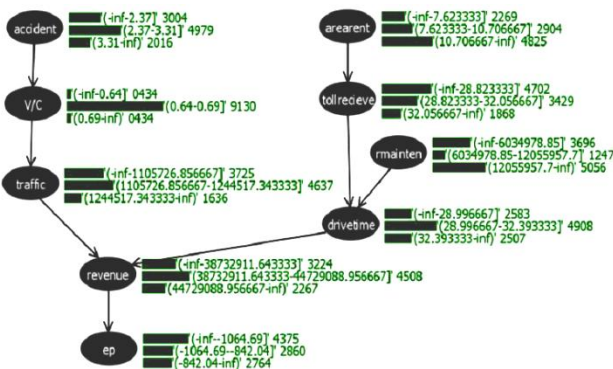 accident
'(-inf-2.37]' 3004
(2.37-3.31]' 4979
(3.31-inf)' 2016
V/C
'(-inf-0.64]' 0434
(0.64-0.69]' 9130
'(0.69-inf)' 0434
traffic
'(-inf-1105726.856667]' 3725
'(1105726.856667-1244517.343333]' 4637
(1244517.343333-inf)' 1636
arearent
'(-inf-7.623333]' 2269
'(7.623333-10.706667]' 2904
'(10.706667-inf)' 4825
tollrecieve
'(-inf-28.823333]' 4702
'(28.823333-32.056667]' 3429
(32.056667-inf)' 1868
rmainten
'(-inf-6034978.85]' 3696
'(6034978.85-12055957.7]' 1247
'(12055957.7-inf)' 5056
drivetime
'(-inf-28.996667]' 2583
(28.996667-32.393333]' 4908
(32.393333-inf)' 2507
revenue
'(-inf-38732911.643333]' 3224
'(38732911.643333-44729088.956667]' 4508
(44729088.956667-inf)' 2267
ep
'(-inf--1064.69]' 4375
(-1064.69--842.04]' 2860
(-842.04-inf)' 2764